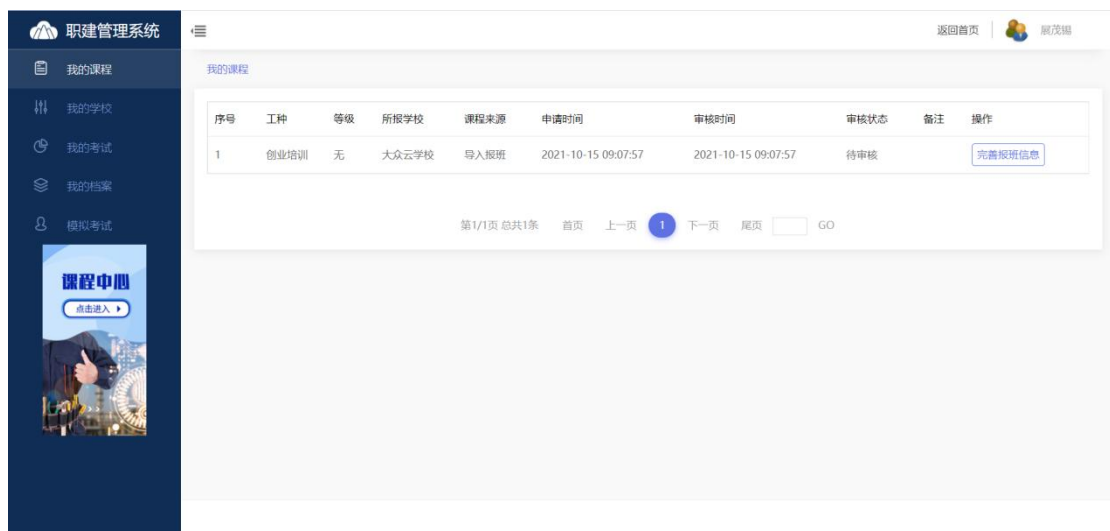 职建管理系统
返回首页
展茂锡
我的课程
我的学校
我的考试
我的档案
模拟考试
课程中心
点击进入
我的课程
序号 工种 等级 所报学校 课程来源 申请时间 审核时间 审核状态 备注 操作
1 创业培训 无 大众云学校 导入报班 2021-10-15 09:07:57 2021-10-15 09:07:57 待审核 完善报班信息
第1/1页 总共1条 首页 上一页 1 下一页 尾页 GO